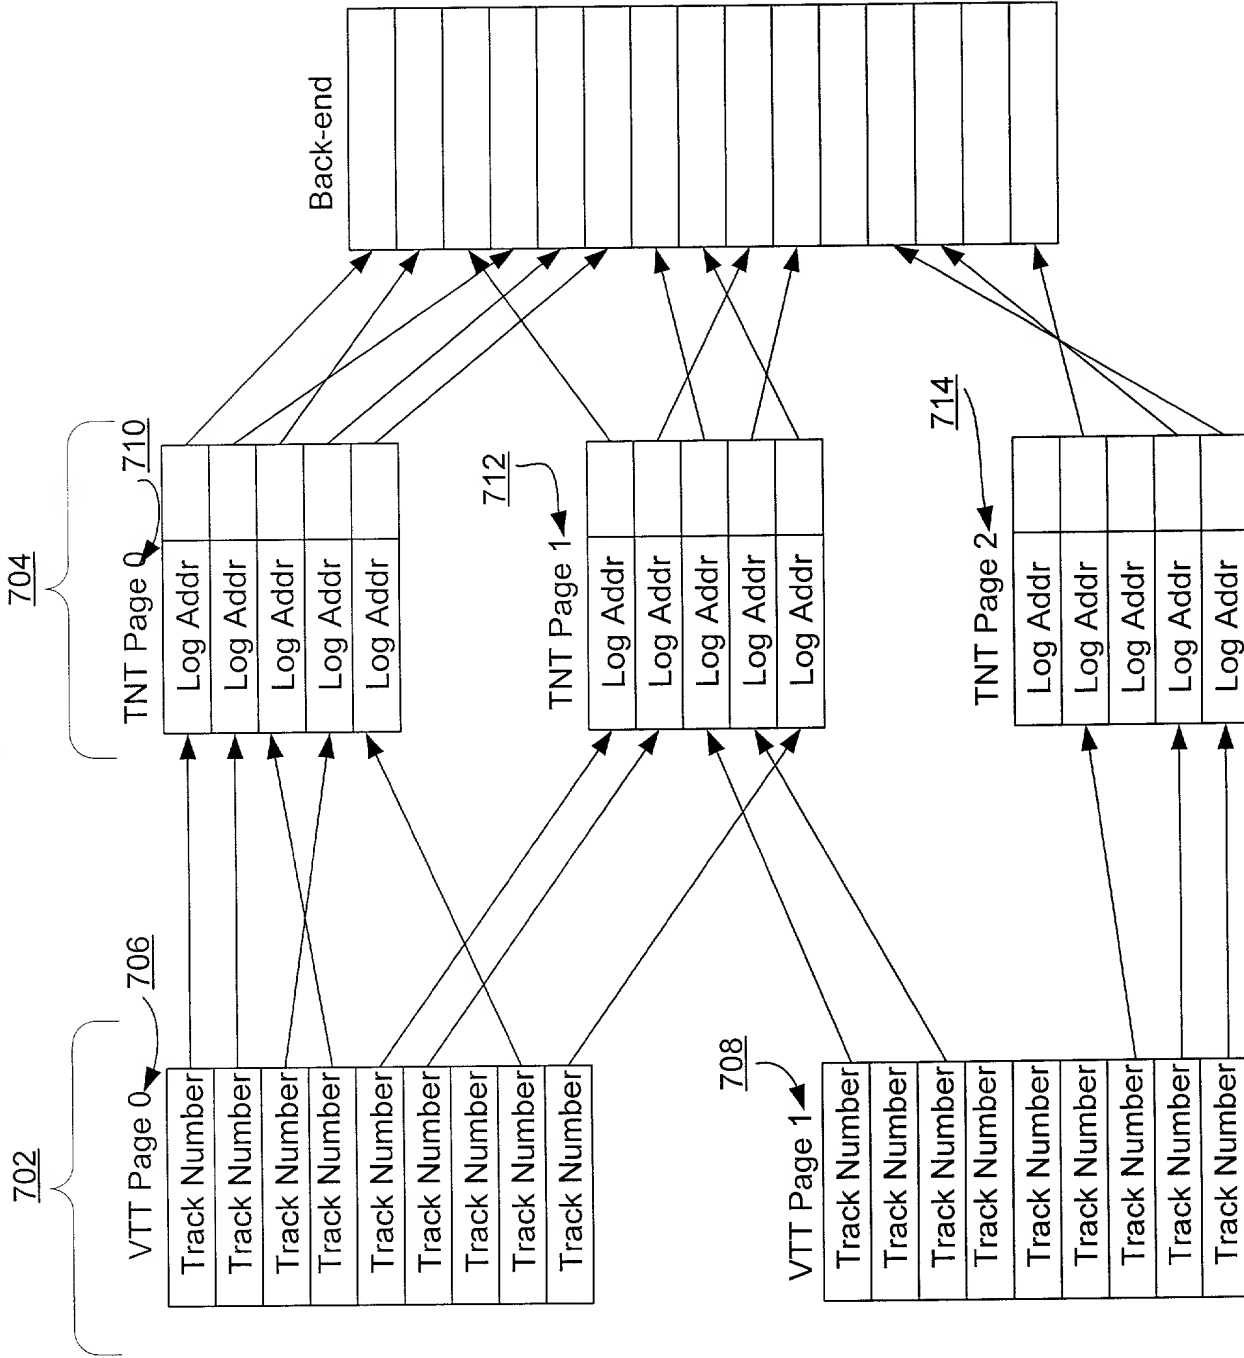 702
VTT Page 0
706
Track Number
Track Number
Track Number
Track Number
Track Number
Track Number
Track Number
Track Number
Track Number
VTT Page 1
708
Track Number
Track Number
Track Number
Track Number
Track Number
Track Number
Track Number
Track Number
Track Number
704
TNT Page 0
710
Log Addr
Log Addr
Log Addr
Log Addr
Log Addr
TNT Page 1
712
Log Addr
Log Addr
Log Addr
Log Addr
Log Addr
TNT Page 2
714
Log Addr
Log Addr
Log Addr
Log Addr
Log Addr
Back-end